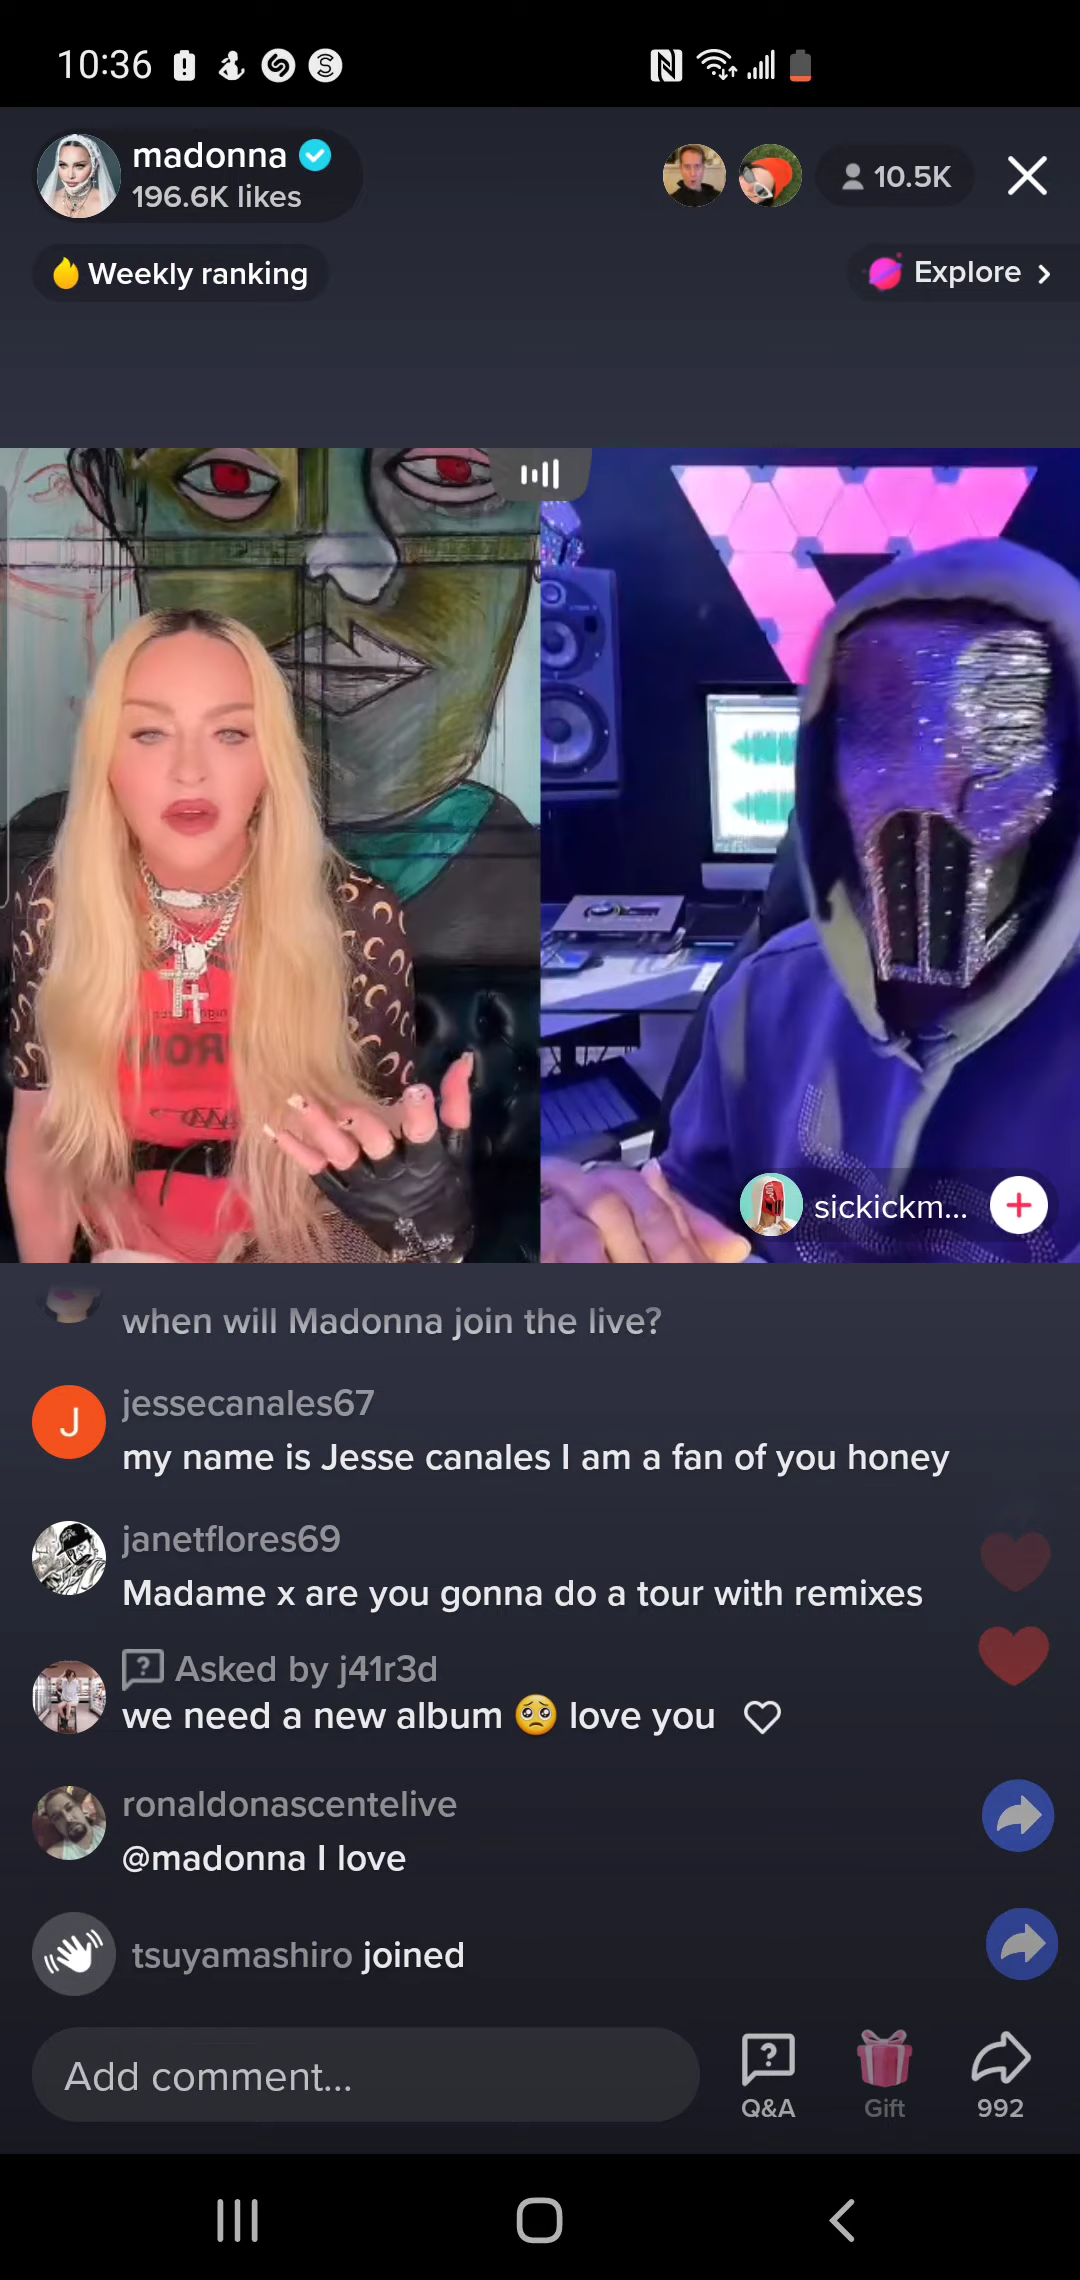 10:36
madonna
196.6K likes
10.5K
Weekly ranking
Explore
sickickm...
when will Madonna join the live?
jessecanales67
J
my name is Jesse canales I am a fan of you honey
janetflores69
Madame x are you gonna do a tour with remixes
Asked by j41r3d
we need a new album 🥺 love you
ronaldonascentelive
@madonna I love
tsuyamashiro joined
Add comment...
Q&A
Gift
992